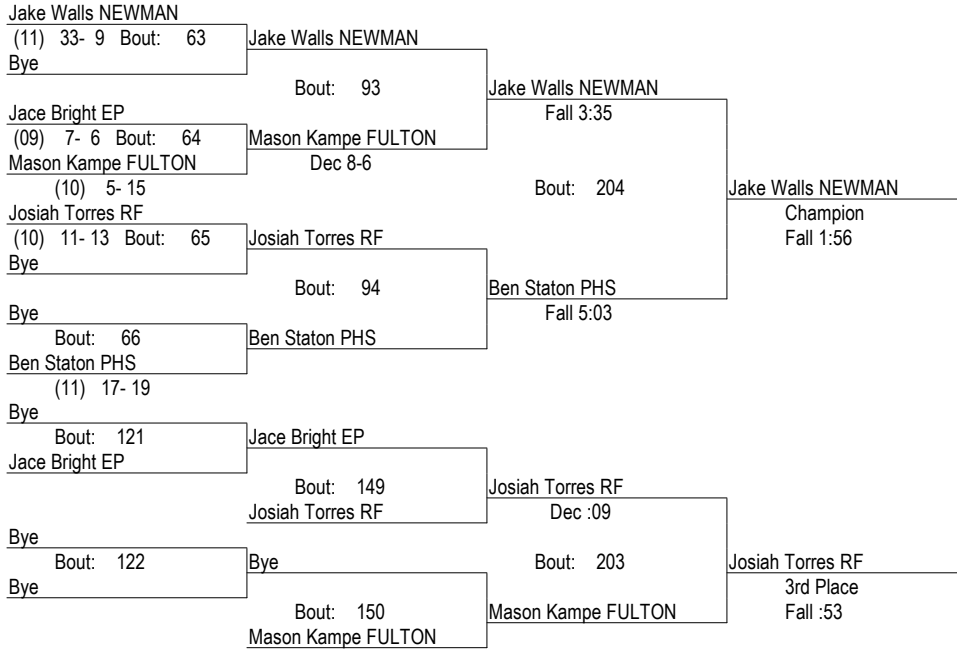 Jake Walls NEWMAN
(11) 33- 9 Bout: 63 Jake Walls NEWMAN
Bye
Bout: 93 Jake Walls NEWMAN
Jace Bright EP Fall 3:35
(09) 7- 6 Bout: 64 Mason Kampe FULTON
Mason Kampe FULTON Dec 8-6
(10) 5- 15 Bout: 204 Jake Walls NEWMAN
Josiah Torres RF Champion
(10) 11- 13 Bout: 65 Josiah Torres RF Fall 1:56
Bye
Bout: 94 Ben Staton PHS
Bye Fall 5:03
Bout: 66 Ben Staton PHS
Ben Staton PHS
(11) 17- 19
Bye
Bout: 121 Jace Bright EP
Jace Bright EP
Bout: 149 Josiah Torres RF
Josiah Torres RF Dec :09
Bye
Bout: 122 Bye Bout: 203 Josiah Torres RF
Bye 3rd Place
Bout: 150 Mason Kampe FULTON Fall :53
Mason Kampe FULTON